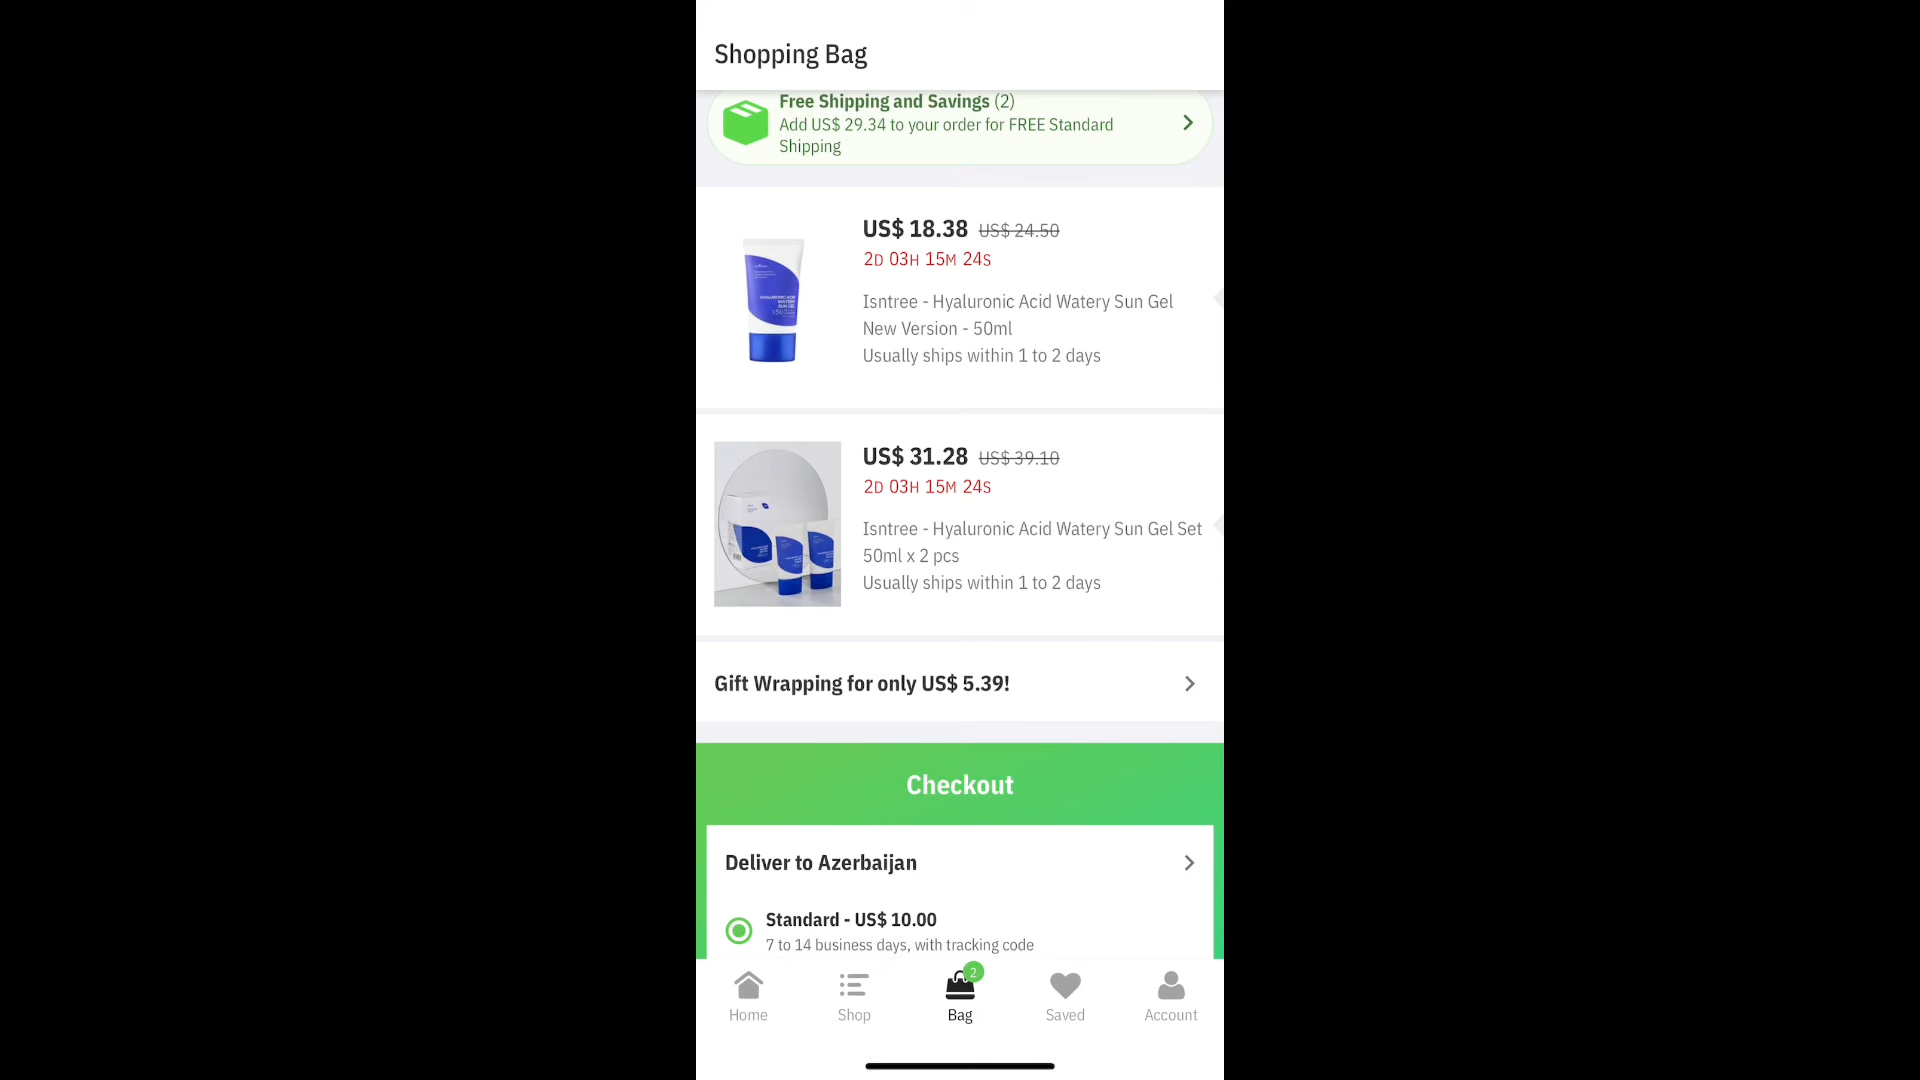 Shopping Bag
Free Shipping and Savings (2)
Add US$ 29.34 to your order for FREE Standard
Shipping
US$ 18.38 US$ 24.50
2D 03H 15M 24S
Isntree - Hyaluronic Acid Watery Sun Gel
New Version - 50ml
Usually ships within 1 to 2 days
HYALURONIC ACID
WATERY
SUN GEL
US$ 31.28 US$ 39.10
2D 03H 15M 24S
Isntree - Hyaluronic Acid Watery Sun Gel Set
50ml x 2 pcs
Usually ships within 1 to 2 days
Gift Wrapping for only US$ 5.39!
Checkout
Deliver to Azerbaijan
Standard - US$ 10.00
7 to 14 business days, with tracking code
2
Home Shop Bag Saved Account